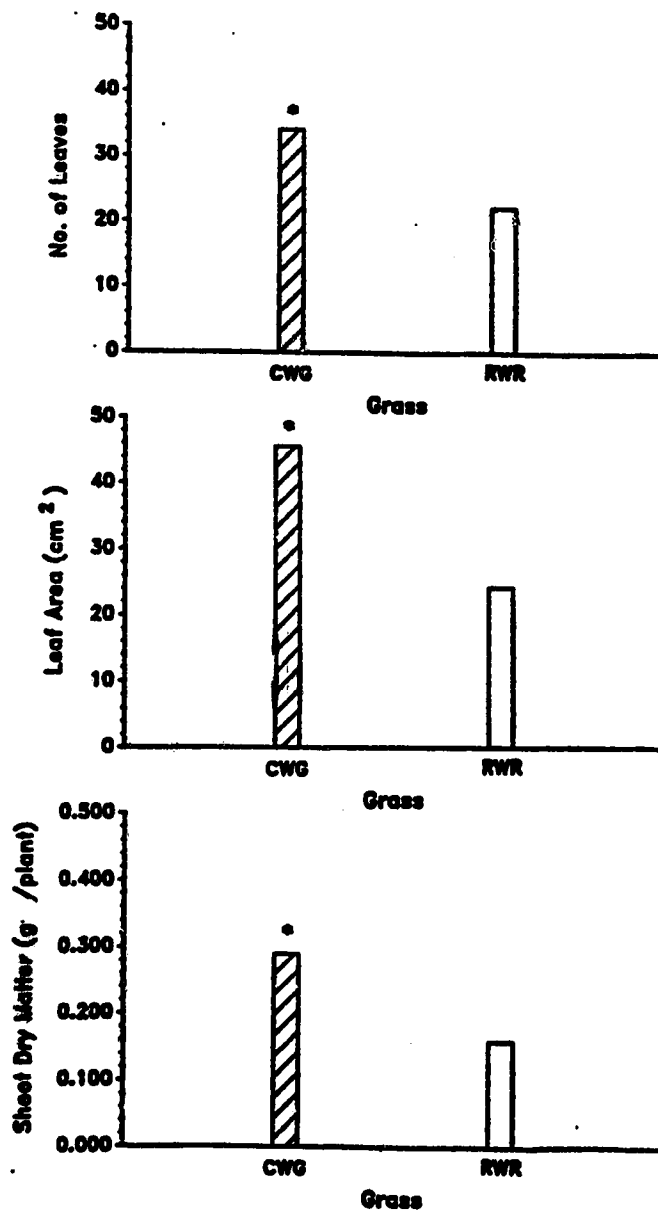 50
40
30
20
10
0
No. of Leaves
*
CWG
RWR
Grass
50
40
30
20
10
0
Leaf Area (cm²)
*
CWG
RWR
Grass
0.500
0.400
0.300
0.200
0.100
0.000
Shoot Dry Matter (g /plant)
*
CWG
RWR
Grass